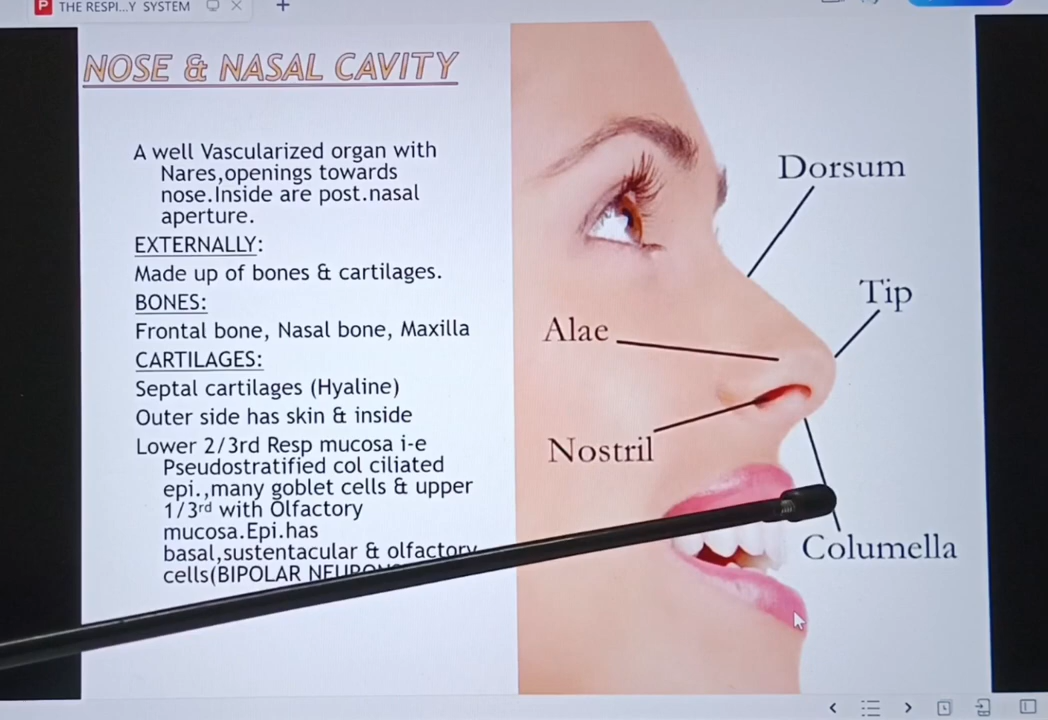 THE RESPI...Y SYSTEM
NOSE & NASAL CAVITY
A well Vascularized organ with
Nares,openings towards
nose.Inside are post.nasal
aperture.
EXTERNALLY:
Made up of bones & cartilages.
BONES:
Frontal bone, Nasal bone, Maxilla
CARTILAGES:
Septal cartilages (Hyaline)
Outer side has skin & inside
Lower 2/3rd Resp mucosa i-e
Pseudostratified col ciliated
epi.,many goblet cells & upper
1/3rd with Olfactory
mucosa.Epi.has
basal,sustentacular & olfactory
cells(BIPOLAR
Dorsum
Tip
Alae
Nostril
Columella